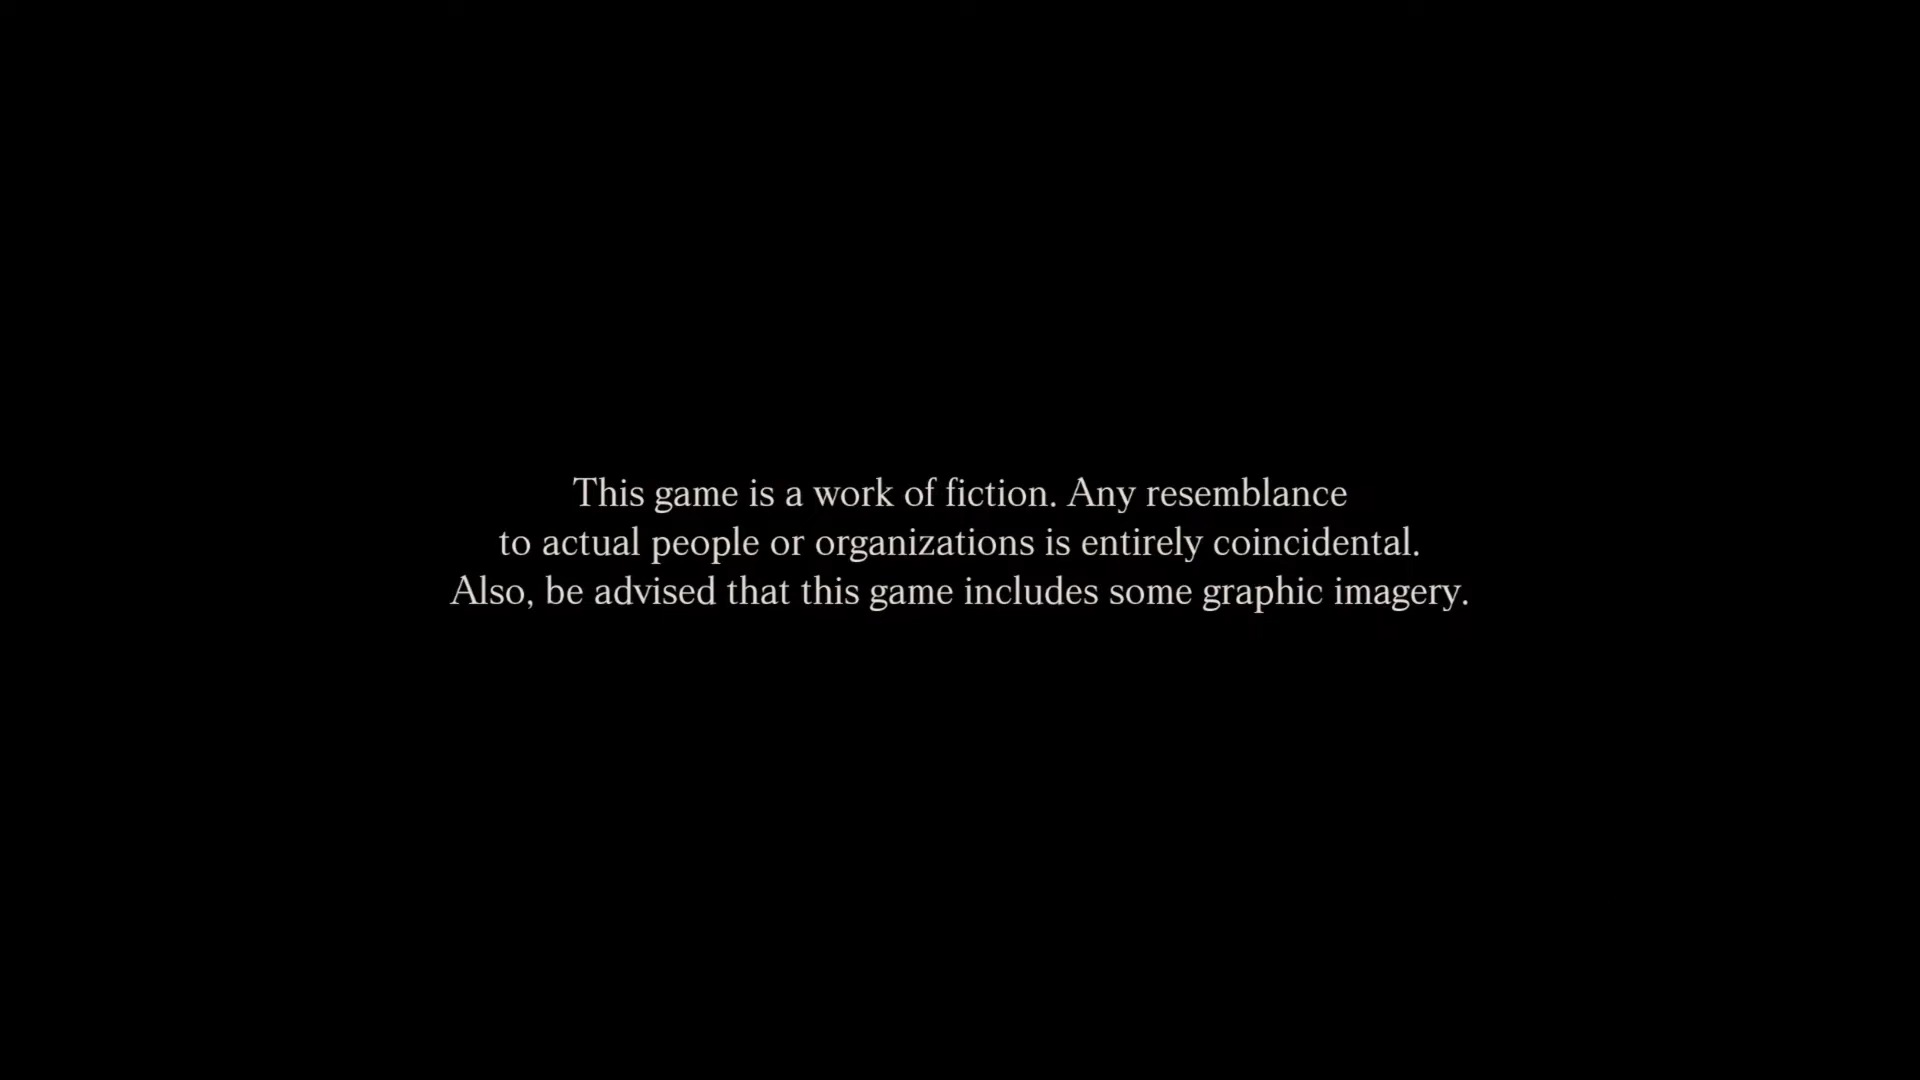 This game is a work of fiction. Any resemblance
to actual people or organizations is entirely coincidental.
Also, be advised that this game includes some graphic imagery.